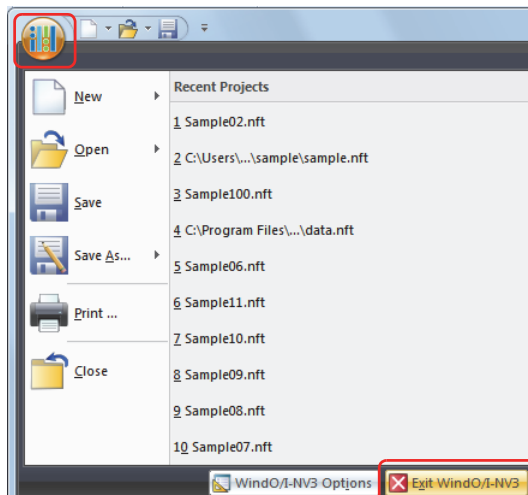 New
Open
Save
Save As...
Print ...
Close
Recent Projects
1 Sample02.nft
2 C:\Users\...\sample\sample.nft
3 Sample100.nft
4 C:\Program Files\...\data.nft
5 Sample06.nft
6 Sample11.nft
7 Sample10.nft
8 Sample09.nft
9 Sample08.nft
10 Sample07.nft
WindO/I-NV3 Options
Exit WindO/I-NV3